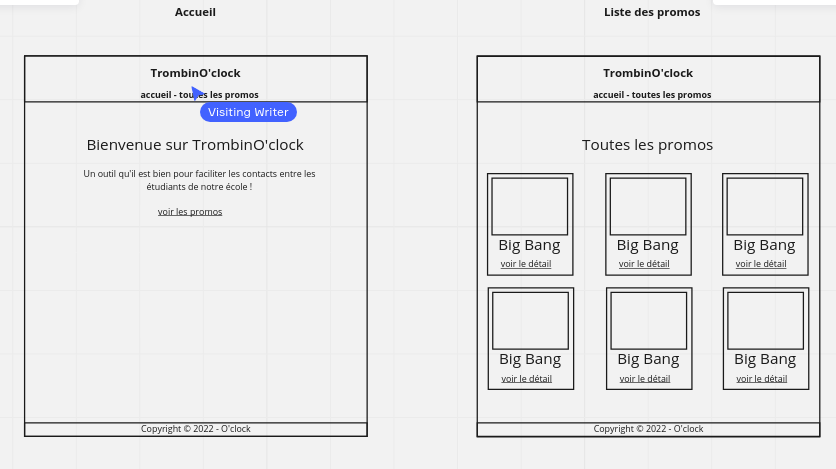 Accueil
TrombinO'clock
accueil - toutes les promos
Visiting Writer
Bienvenue sur TrombinO'clock
Un outil qu'il est bien pour faciliter les contacts entre les
étudiants de notre école !
voir les promos
Copyright © 2022 - O'clock
Liste des promos
TrombinO'clock
accueil - toutes les promos
Toutes les promos
Big Bang
voir le détail
Big Bang
voir le détail
Big Bang
voir le détail
Big Bang
voir le détail
Big Bang
voir le détail
Big Bang
voir le détail
Copyright © 2022 - O'clock